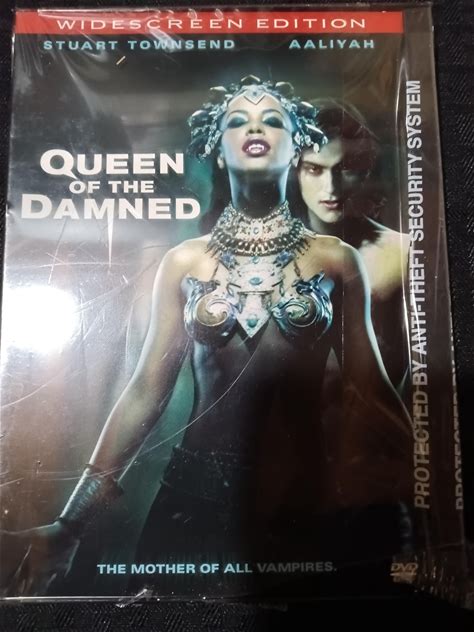 WIDESCREEN EDITION
STUART TOWNSEND AALIYAH
QUEEN
OF THE
DAMNED
PROTECTED BY ANTI-THEFT SECURITY SYSTEM
PROTECTED
THE MOTHER OF ALL VAMPIRES.
DVD